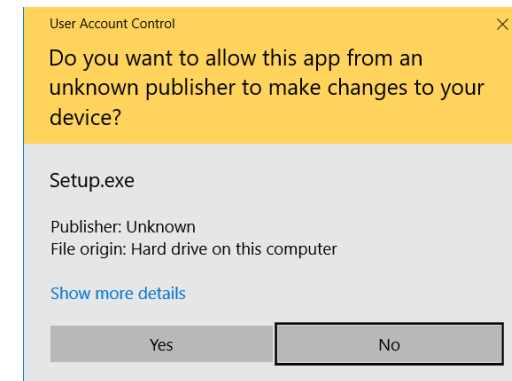 User Account Control
Do you want to allow this app from an
unknown publisher to make changes to your
device?
Setup.exe
Publisher: Unknown
File origin: Hard drive on this computer
Show more details
Yes
No